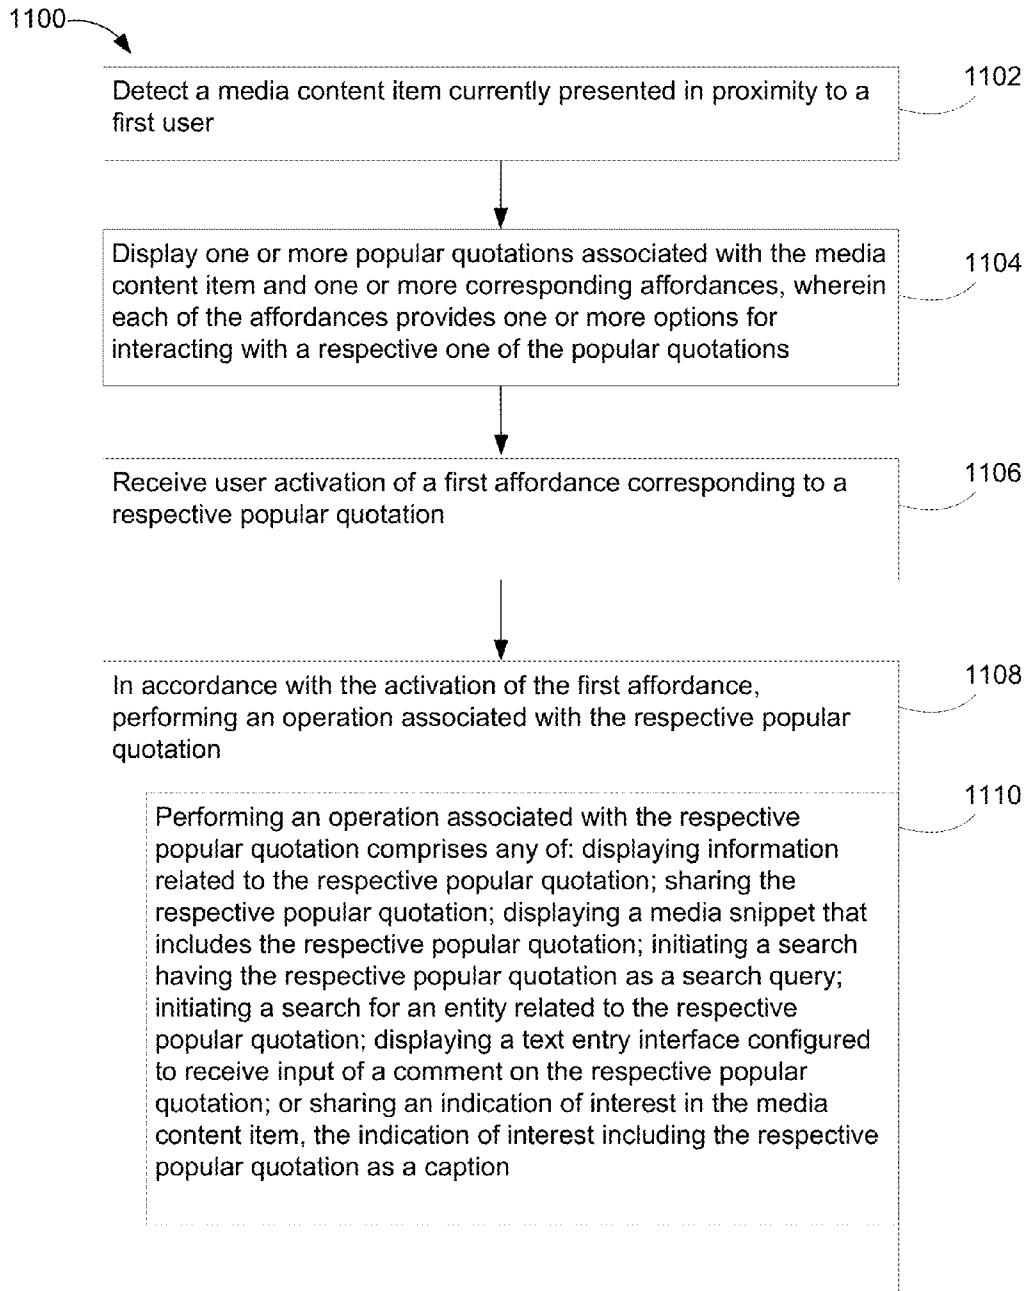 1100
1102
Detect a media content item currently presented in proximity to a
first user
1104
Display one or more popular quotations associated with the media
content item and one or more corresponding affordances, wherein
each of the affordances provides one or more options for
interacting with a respective one of the popular quotations
1106
Receive user activation of a first affordance corresponding to a
respective popular quotation
1108
In accordance with the activation of the first affordance,
performing an operation associated with the respective popular
quotation
1110
Performing an operation associated with the respective
popular quotation comprises any of: displaying information
related to the respective popular quotation; sharing the
respective popular quotation; displaying a media snippet that
includes the respective popular quotation; initiating a search
having the respective popular quotation as a search query;
initiating a search for an entity related to the respective
popular quotation; displaying a text entry interface configured
to receive input of a comment on the respective popular
quotation; or sharing an indication of interest in the media
content item, the indication of interest including the respective
popular quotation as a caption